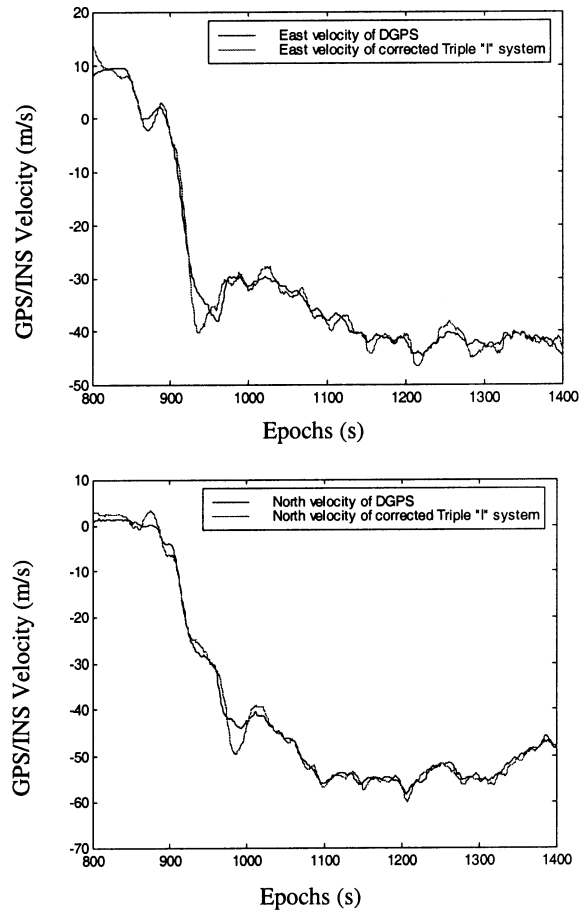 20
10
0
-10
-20
-30
-40
-50
GPS/INS Velocity (m/s)
East velocity of DGPS
East velocity of corrected Triple "I" system
800 900 1000 1100 1200 1300 1400
Epochs (s)
10
0
-10
-20
-30
-40
-50
-60
-70
GPS/INS Velocity (m/s)
North velocity of DGPS
North velocity of corrected Triple "I" system
800 900 1000 1100 1200 1300 1400
Epochs (s)